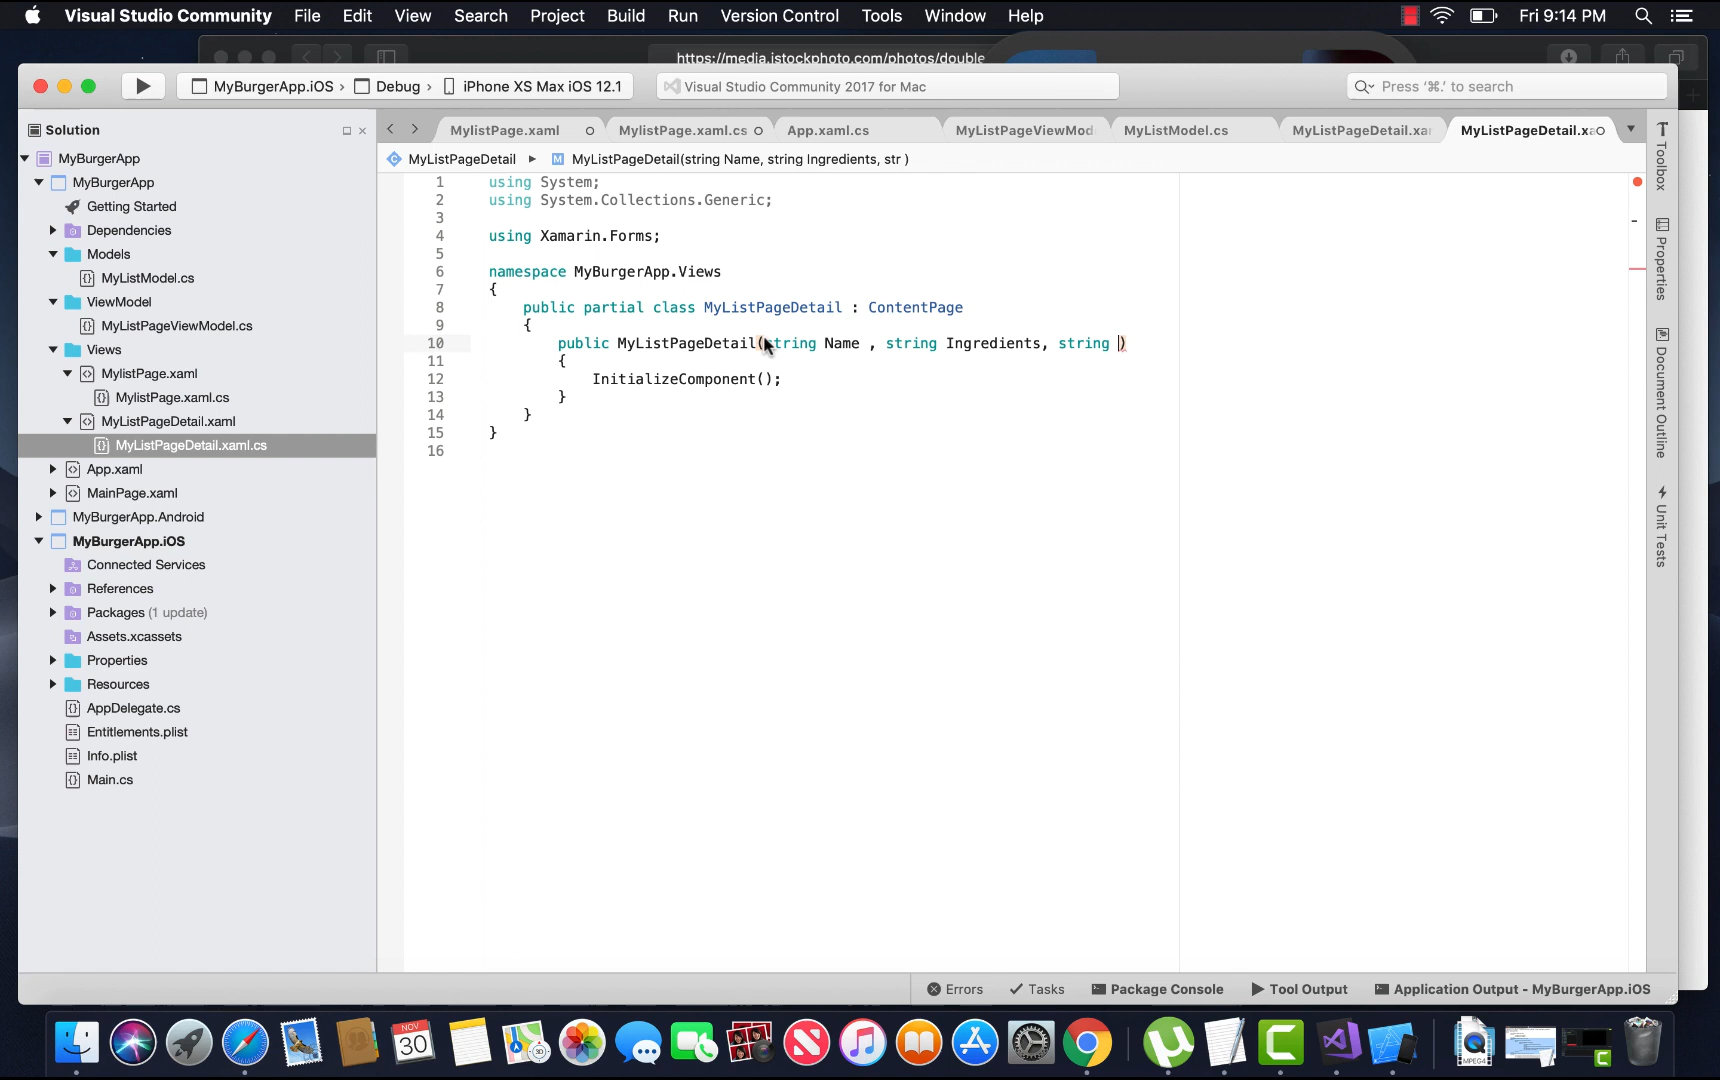 Visual Studio Community File Edit View Search Project Build Run Version Control Tools Window Help Fri 9:14 PM
https://media.istockphoto.com/photos/double
MyBurgerApp.iOS › Debug › iPhone XS Max iOS 12.1 Visual Studio Community 2017 for Mac Press '⌘.' to search
Solution
MylistPage.xaml MylistPage.xaml.cs App.xaml.cs MyListPageViewMod MyListModel.cs MyListPageDetail.xar MyListPageDetail.xa
MyListPageDetail MyListPageDetail(string Name, string Ingredients, str )
MyBurgerApp
MyBurgerApp
Getting Started
Dependencies
Models
MyListModel.cs
ViewModel
MyListPageViewModel.cs
Views
MylistPage.xaml
MylistPage.xaml.cs
MyListPageDetail.xaml
MyListPageDetail.xaml.cs
App.xaml
MainPage.xaml
MyBurgerApp.Android
MyBurgerApp.iOS
Connected Services
References
Packages (1 update)
Assets.xcassets
Properties
Resources
AppDelegate.cs
Entitlements.plist
Info.plist
Main.cs
1 using System;
2 using System.Collections.Generic;
3
4 using Xamarin.Forms;
5
6 namespace MyBurgerApp.Views
7 {
8 public partial class MyListPageDetail : ContentPage
9 {
10 public MyListPageDetail(string Name , string Ingredients, string )
11 {
12 InitializeComponent();
13 }
14 }
15 }
16
Toolbox
Properties
Document Outline
Unit Tests
Errors Tasks Package Console Tool Output Application Output - MyBurgerApp.iOS
NOV
30
3D
MPEG4